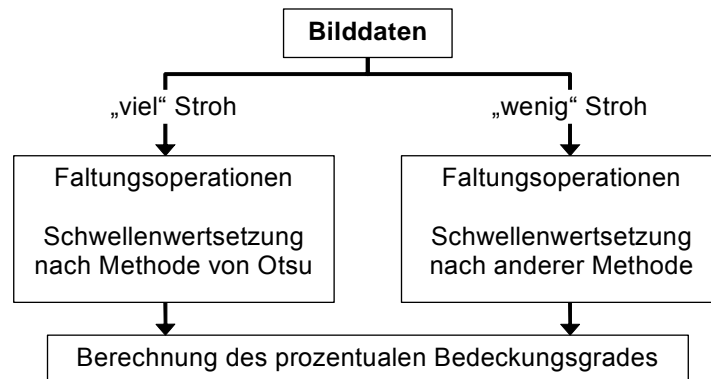 Bilddaten
„viel“ Stroh
„wenig“ Stroh
Faltungsoperationen
Schwellenwertsetzung
nach Methode von Otsu
Faltungsoperationen
Schwellenwertsetzung
nach anderer Methode
Berechnung des prozentualen Bedeckungsgrades